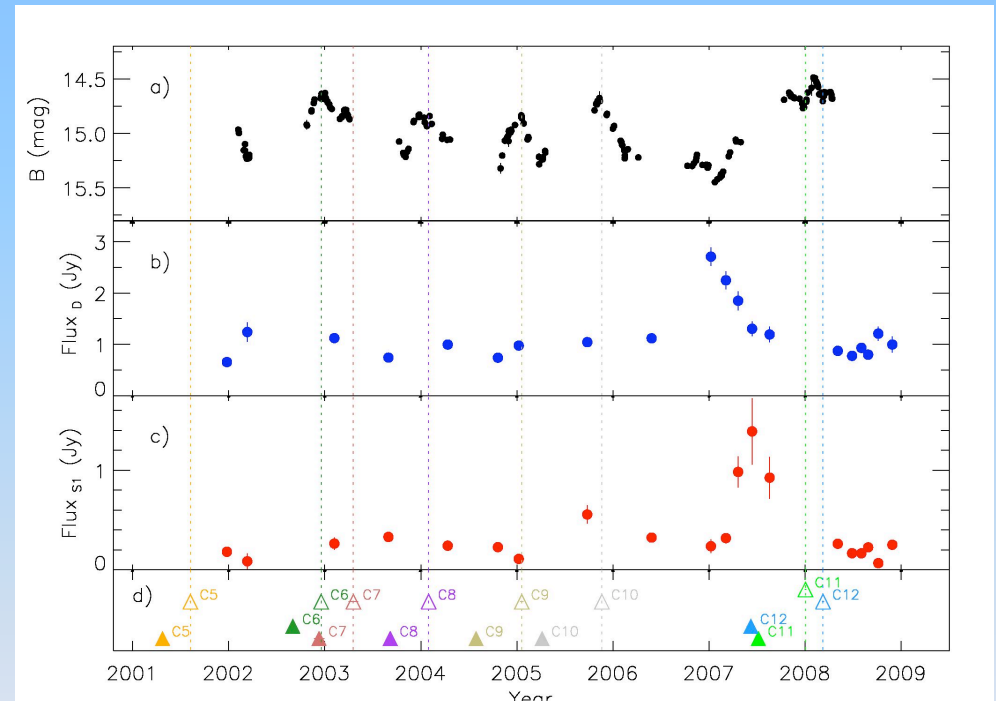 a)
14.5
15.0
15.5
B (mag)
b)
3
2
1
0
Flux D (Jy)
c)
1
0
Flux S1 (Jy)
d)
C5 C6 C7 C8 C9 C10 C11 C12
C5 C6 C7 C8 C9 C10 C12 C11
2001 2002 2003 2004 2005 2006 2007 2008 2009
Year